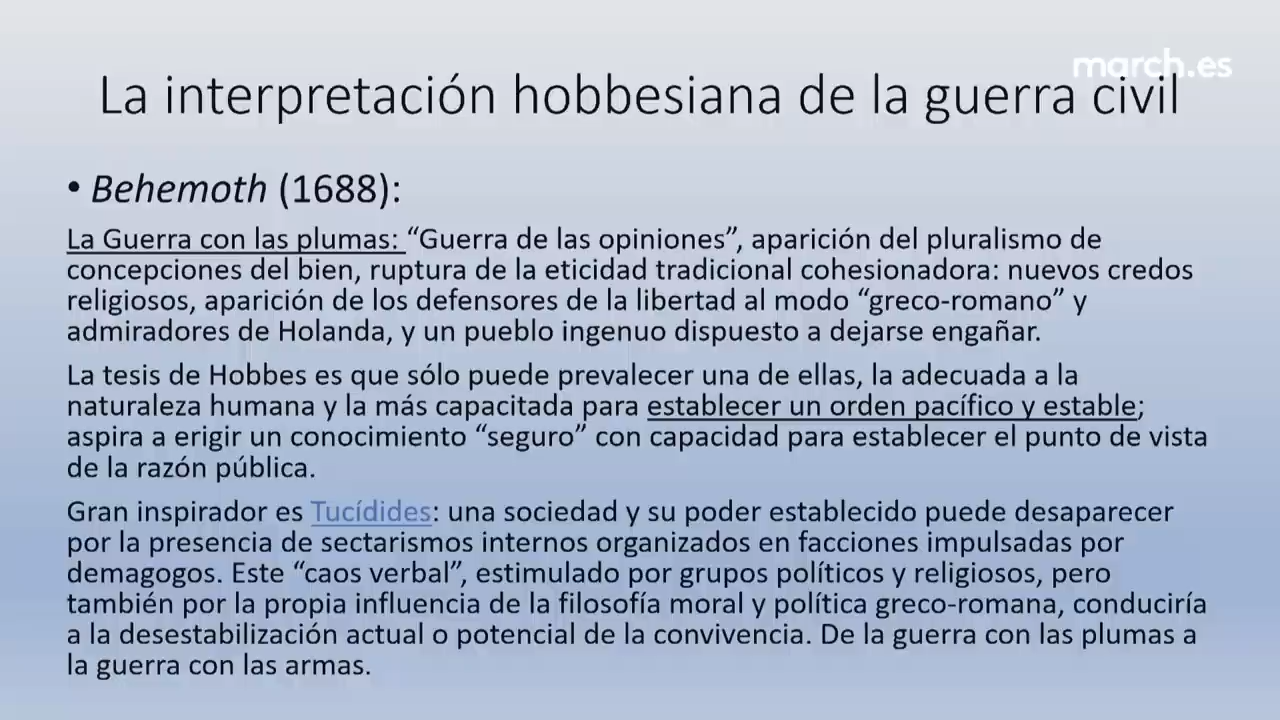 march.es
La interpretación hobbesiana de la guerra civil
• Behemoth (1688):
La Guerra con las plumas: “Guerra de las opiniones”, aparición del pluralismo de
concepciones del bien, ruptura de la eticidad tradicional cohesionadora: nuevos credos
religiosos, aparición de los defensores de la libertad al modo “greco-romano” y
admiradores de Holanda, y un pueblo ingenuo dispuesto a dejarse engañar.
La tesis de Hobbes es que sólo puede prevalecer una de ellas, la adecuada a la
naturaleza humana y la más capacitada para establecer un orden pacífico y estable;
aspira a erigir un conocimiento “seguro” con capacidad para establecer el punto de vista
de la razón pública.
Gran inspirador es Tucídides: una sociedad y su poder establecido puede desaparecer
por la presencia de sectarismos internos organizados en facciones impulsadas por
demagogos. Este “caos verbal”, estimulado por grupos políticos y religiosos, pero
también por la propia influencia de la filosofía moral y política greco-romana, conduciría
a la desestabilización actual o potencial de la convivencia. De la guerra con las plumas a
la guerra con las armas.